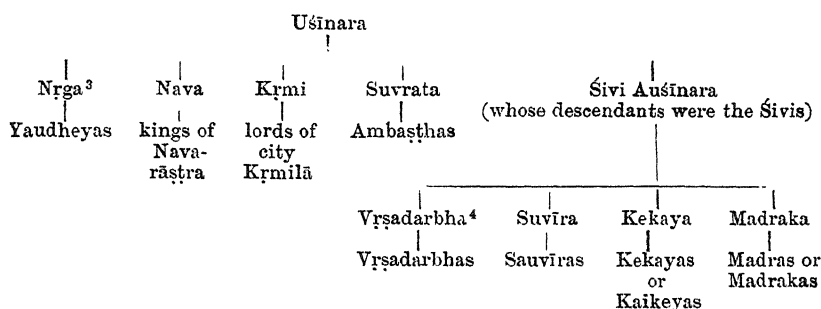 Uśīnara
Nṛga³ Nava Kṛmi Suvrata Śivi Auśīnara
(whose descendants were the Śivis)
Yaudheyas kings of lords of Ambaṣṭhas
Nava- city
rāṣṭra Kṛmilā
Vṛṣadarbha⁴ Suvīra Kekaya Madraka
Vṛṣadarbhas Sauvīras Kekayas Madras or
or Madrakas
Kaikeyas